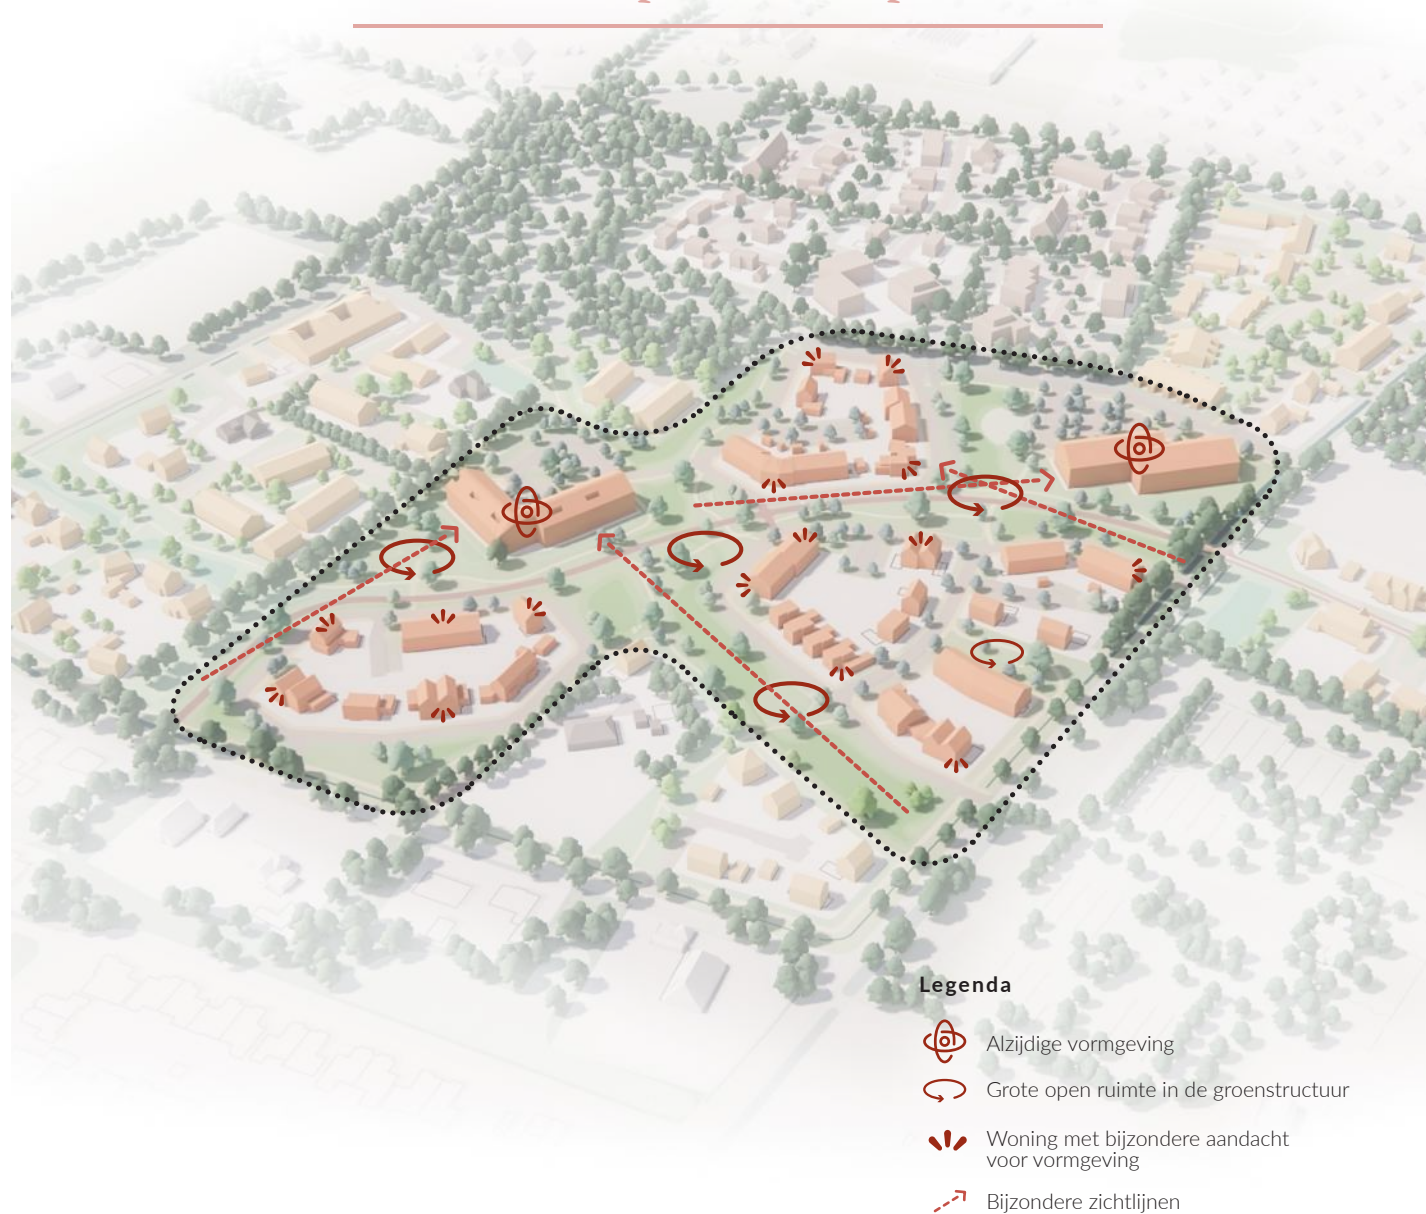 Legenda
Alzijdige vormgeving
Grote open ruimte in de groenstructuur
Woning met bijzondere aandacht
voor vormgeving
Bijzondere zichtlijnen